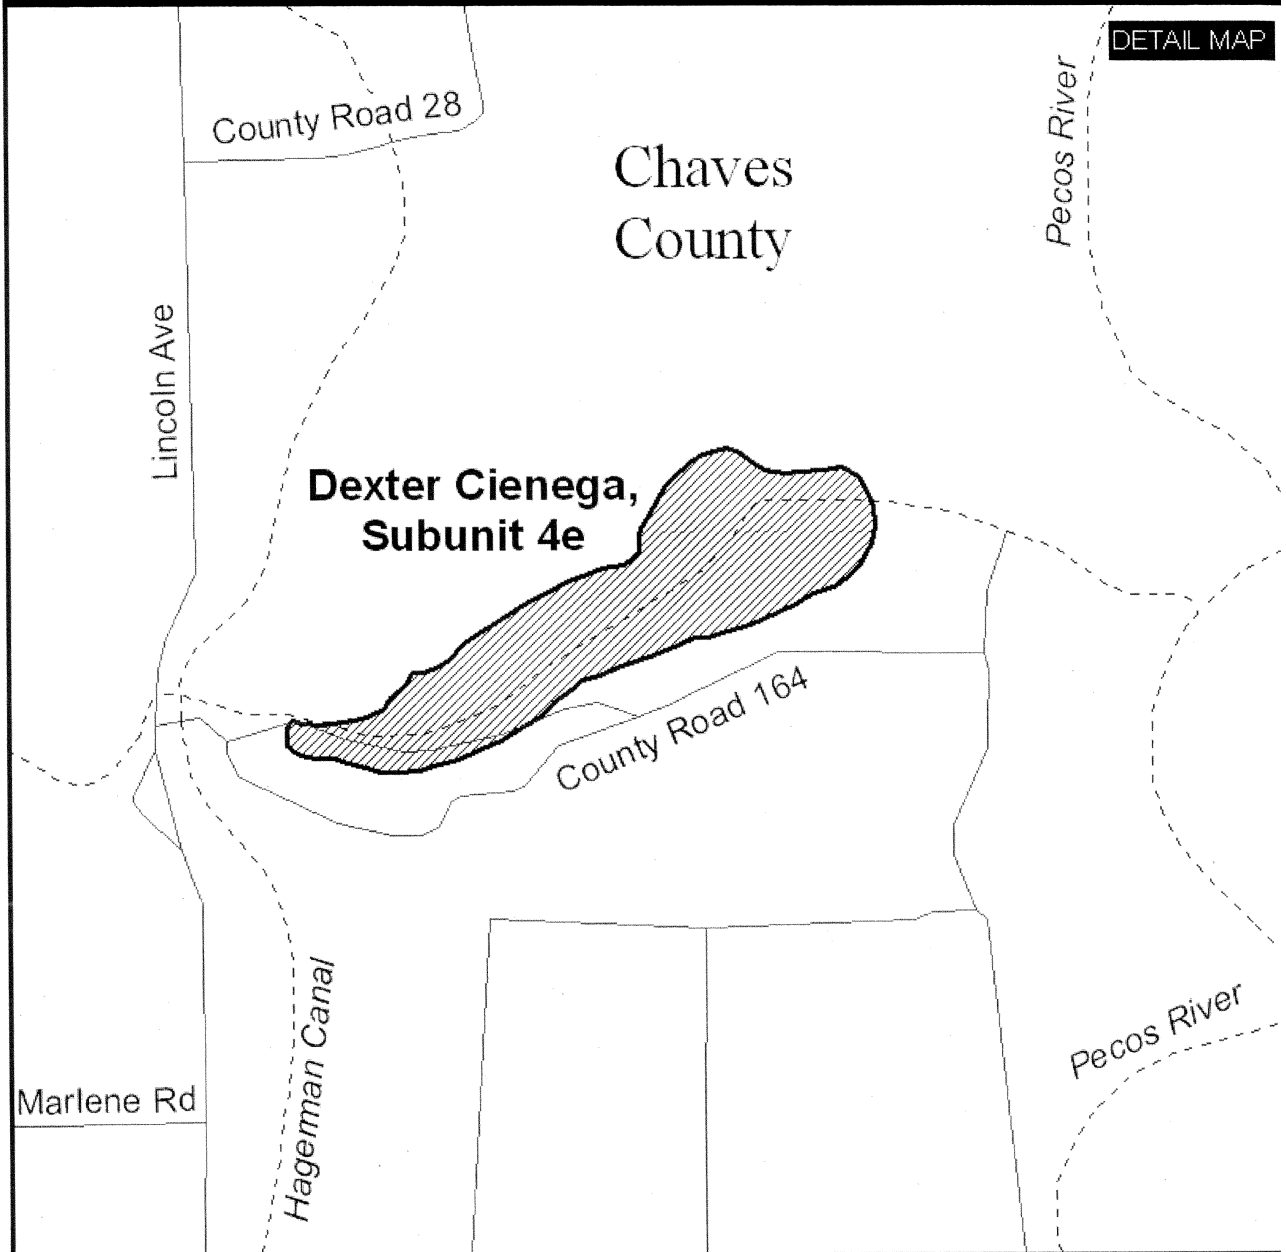 DETAIL MAP
County Road 28
Chaves
County
Pecos River
Lincoln Ave
Dexter Cienega,
Subunit 4e
County Road 164
Hagerman Canal
Pecos River
Marlene Rd